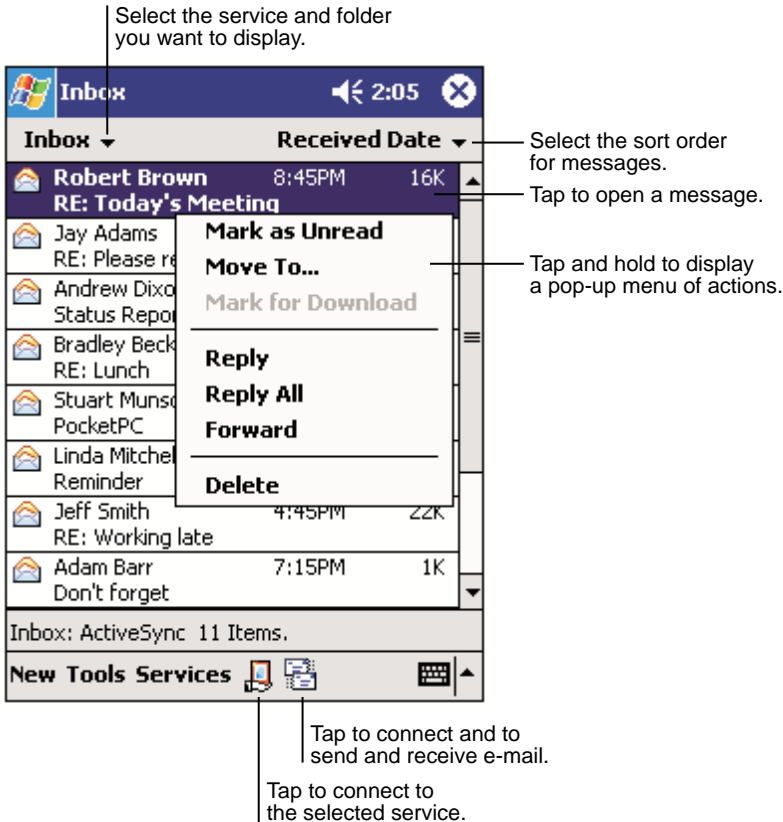 Select the service and folder
you want to display.
Inbox
2:05
Inbox
Received Date
Select the sort order
for messages.
Robert Brown 8:45PM 16K
RE: Today's Meeting
Tap to open a message.
Jay Adams
RE: Please re
Andrew Dixo
Status Repor
Bradley Beck
RE: Lunch
Stuart Munso
PocketPC
Linda Mitchel
Reminder
Mark as Unread
Move To...
Mark for Download
Reply
Reply All
Forward
Delete
Tap and hold to display
a pop-up menu of actions.
Jeff Smith 4:45PM 22K
RE: Working late
Adam Barr 7:15PM 1K
Don't forget
Inbox: ActiveSync 11 Items.
New Tools Services
Tap to connect and to
send and receive e-mail.
Tap to connect to
the selected service.